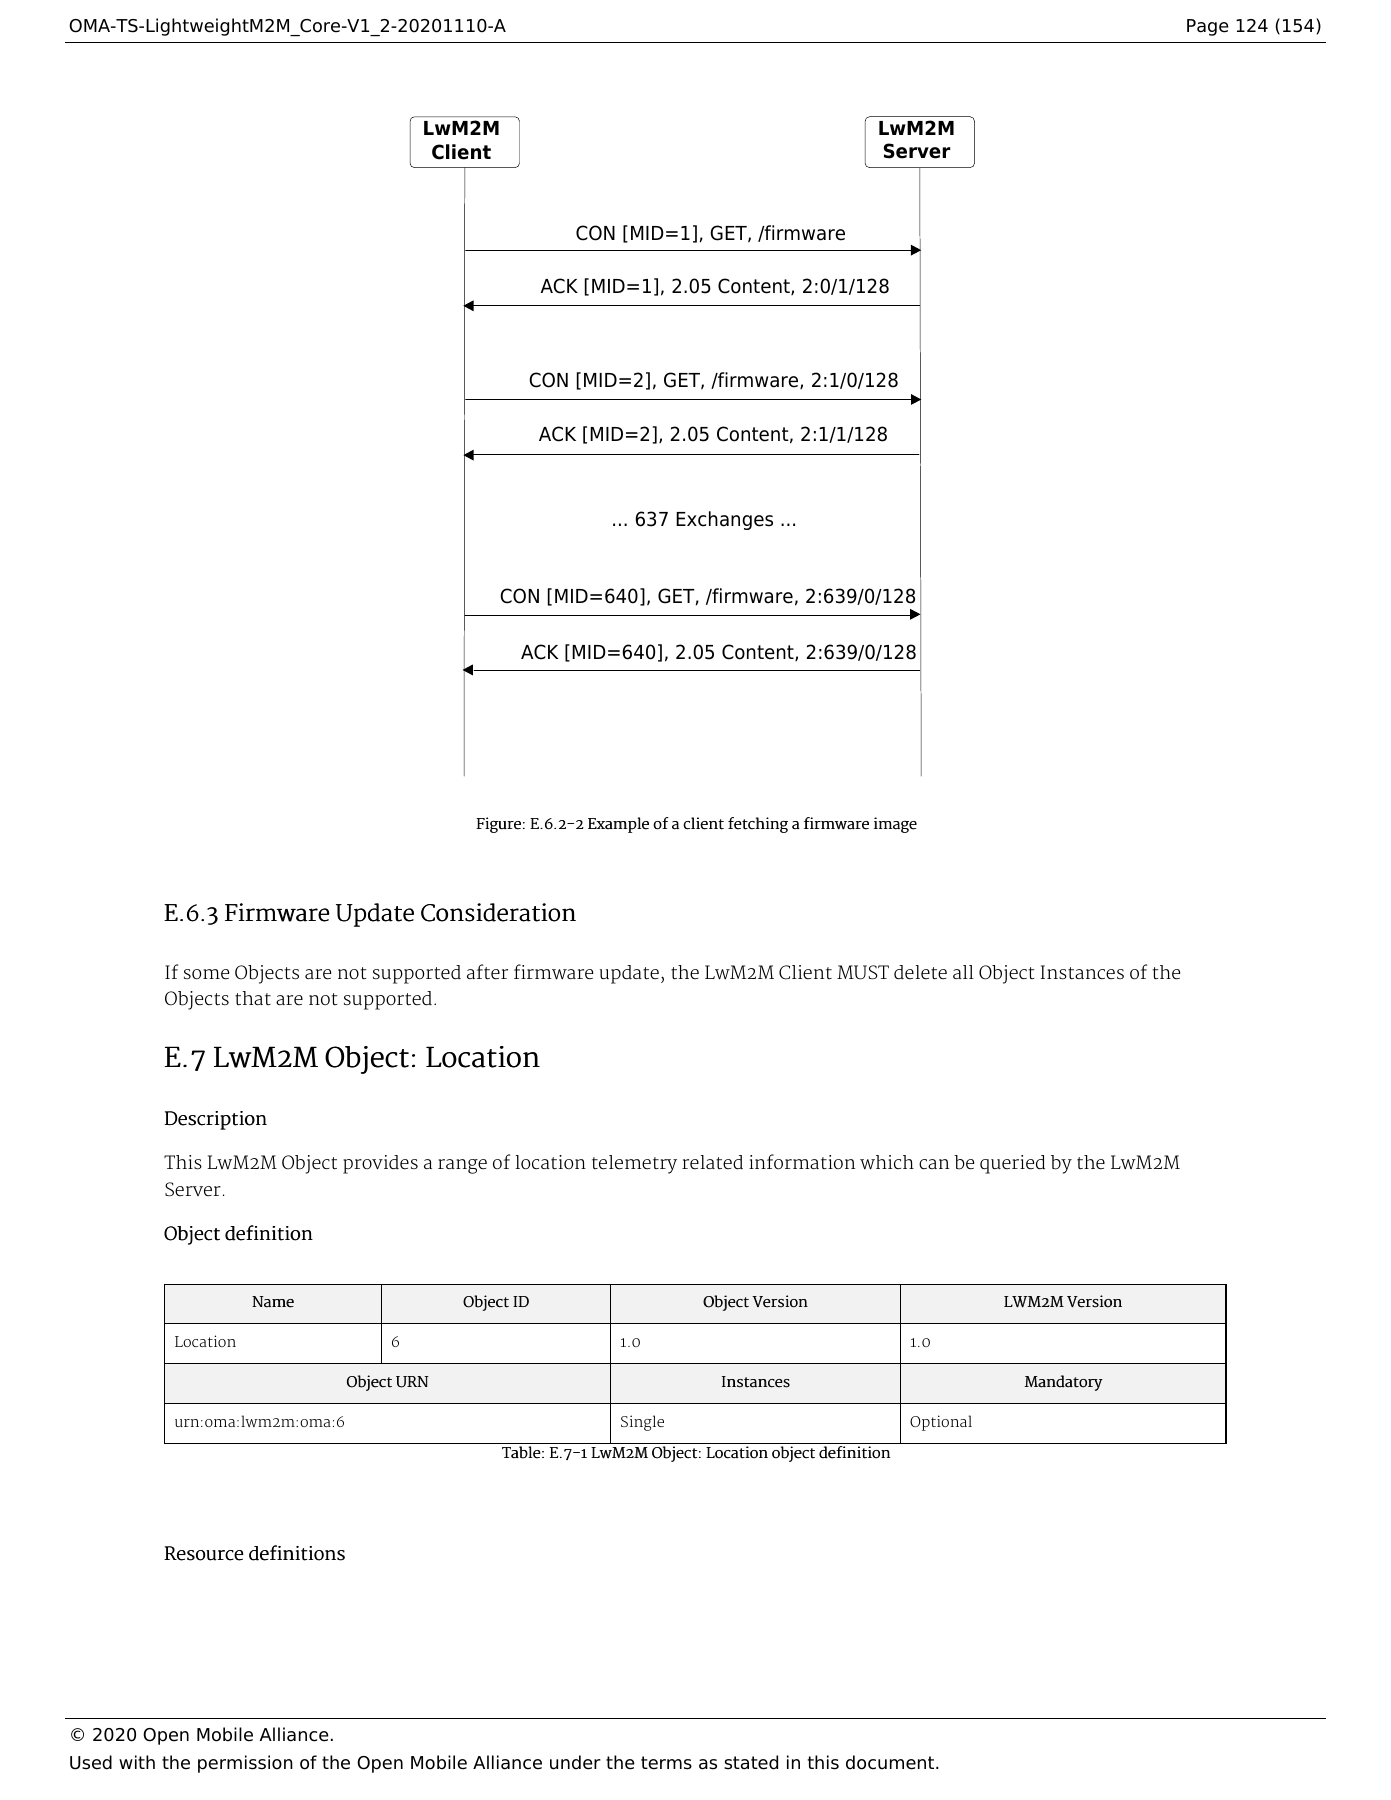 OMA-TS-LightweightM2M_Core-V1_2-20201110-A Page 124 (154)
LwM2M
Client
LwM2M
Server
CON [MID=1], GET, /firmware
ACK [MID=1], 2.05 Content, 2:0/1/128
CON [MID=2], GET, /firmware, 2:1/0/128
ACK [MID=2], 2.05 Content, 2:1/1/128
... 637 Exchanges ...
CON [MID=640], GET, /firmware, 2:639/0/128
ACK [MID=640], 2.05 Content, 2:639/0/128
Figure: E.6.2-2 Example of a client fetching a firmware image
E.6.3 Firmware Update Consideration
If some Objects are not supported after firmware update, the LwM2M Client MUST delete all Object Instances of the
Objects that are not supported.
E.7 LwM2M Object: Location
Description
This LwM2M Object provides a range of location telemetry related information which can be queried by the LwM2M
Server.
Object definition
Name Object ID Object Version LWM2M Version
Location 6 1.0 1.0
Object URN Instances Mandatory
urn:oma:lwm2m:oma:6 Single Optional
Table: E.7-1 LwM2M Object: Location object definition
Resource definitions
© 2020 Open Mobile Alliance.
Used with the permission of the Open Mobile Alliance under the terms as stated in this document.